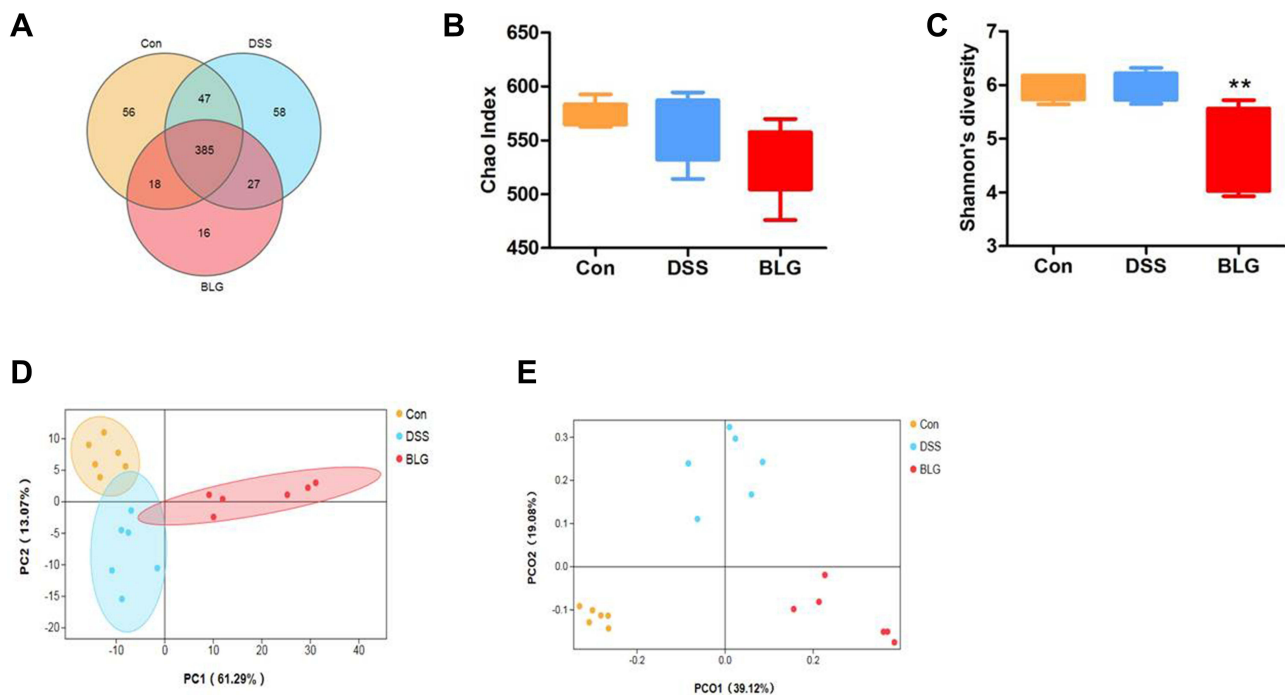 A
Con
DSS
56
47
58
385
18
27
16
BLG
B
650
600
550
500
450
Chao Index
Con
DSS
BLG
C
7
6
5
4
3
Shannon's diversity
**
Con
DSS
BLG
D
10
5
0
-5
-10
-15
-20
PC2 ( 13.07%)
-10
0
10
20
30
40
PC1 ( 61.29%)
Con
DSS
BLG
E
0.3
0.2
0.1
0.0
-0.1
PCO2 ( 19.08%)
-0.2
0.0
0.2
PCO1 ( 39.12%)
Con
DSS
BLG